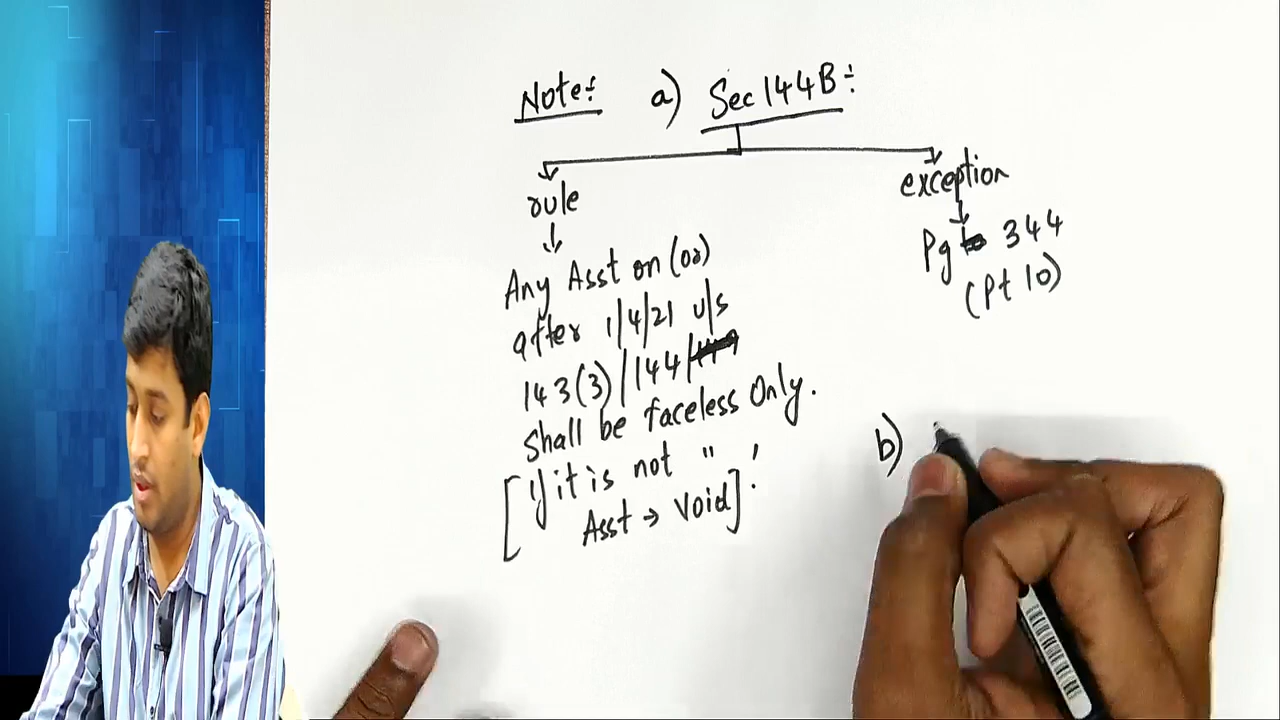 Note:
a) Sec 144B:
rule
exception
Any Asst on (or)
after 1/4/21 u/s
143(3)/144/
Shall be faceless Only.
[If it is not " !
Asst → Void].
Pg 344
(Pt 10)
b)